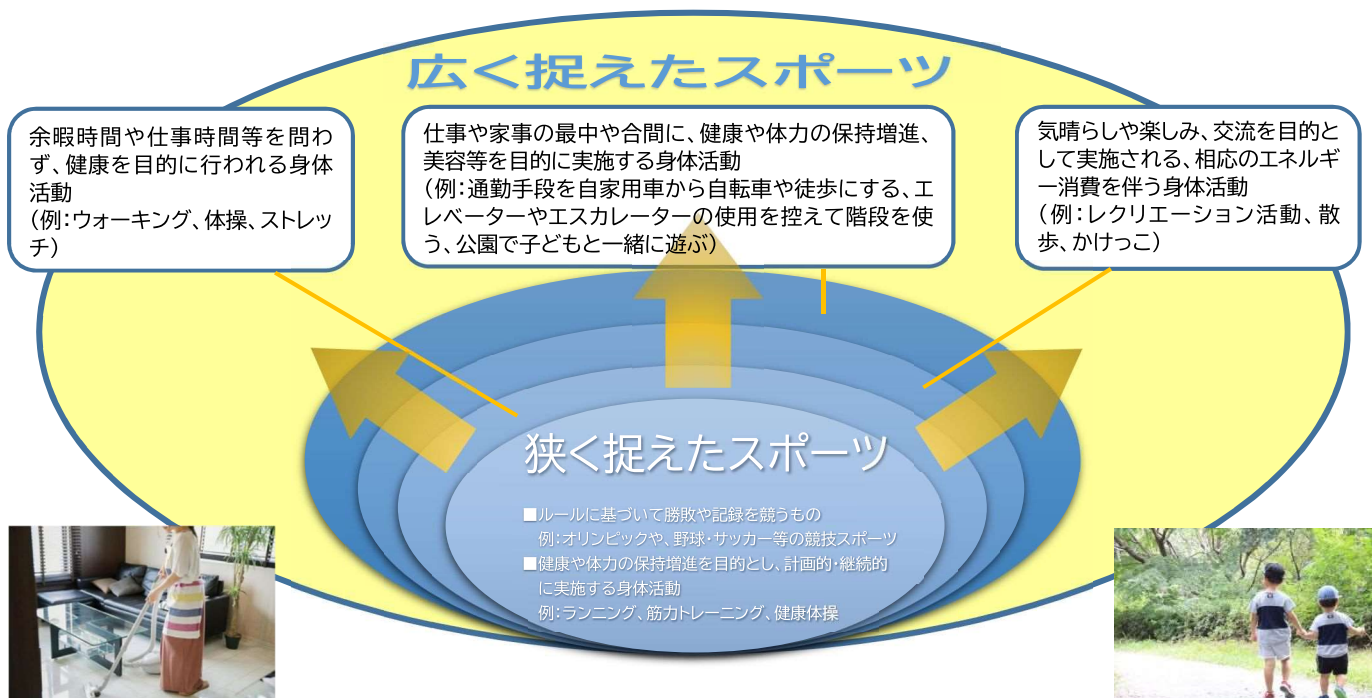 広く捉えたスポーツ
余暇時間や仕事時間等を問わ
ず、健康を目的に行われる身体
活動
(例:ウォーキング、体操、ストレッ
チ)
仕事や家事の最中や合間に、健康や体力の保持増進、
美容等を目的に実施する身体活動
(例:通勤手段を自家用車から自転車や徒歩にする、エ
レベーターやエスカレーターの使用を控えて階段を使
う、公園で子どもと一緒に遊ぶ)
気晴らしや楽しみ、交流を目的と
して実施される、相応のエネルギ
ー消費を伴う身体活動
(例:レクリエーション活動、散
歩、かけっこ)
狭く捉えたスポーツ
■ルールに基づいて勝敗や記録を競うもの
例:オリンピックや、野球・サッカー等の競技スポーツ
■健康や体力の保持増進を目的とし、計画的・継続的
に実施する身体活動
例:ランニング、筋力トレーニング、健康体操